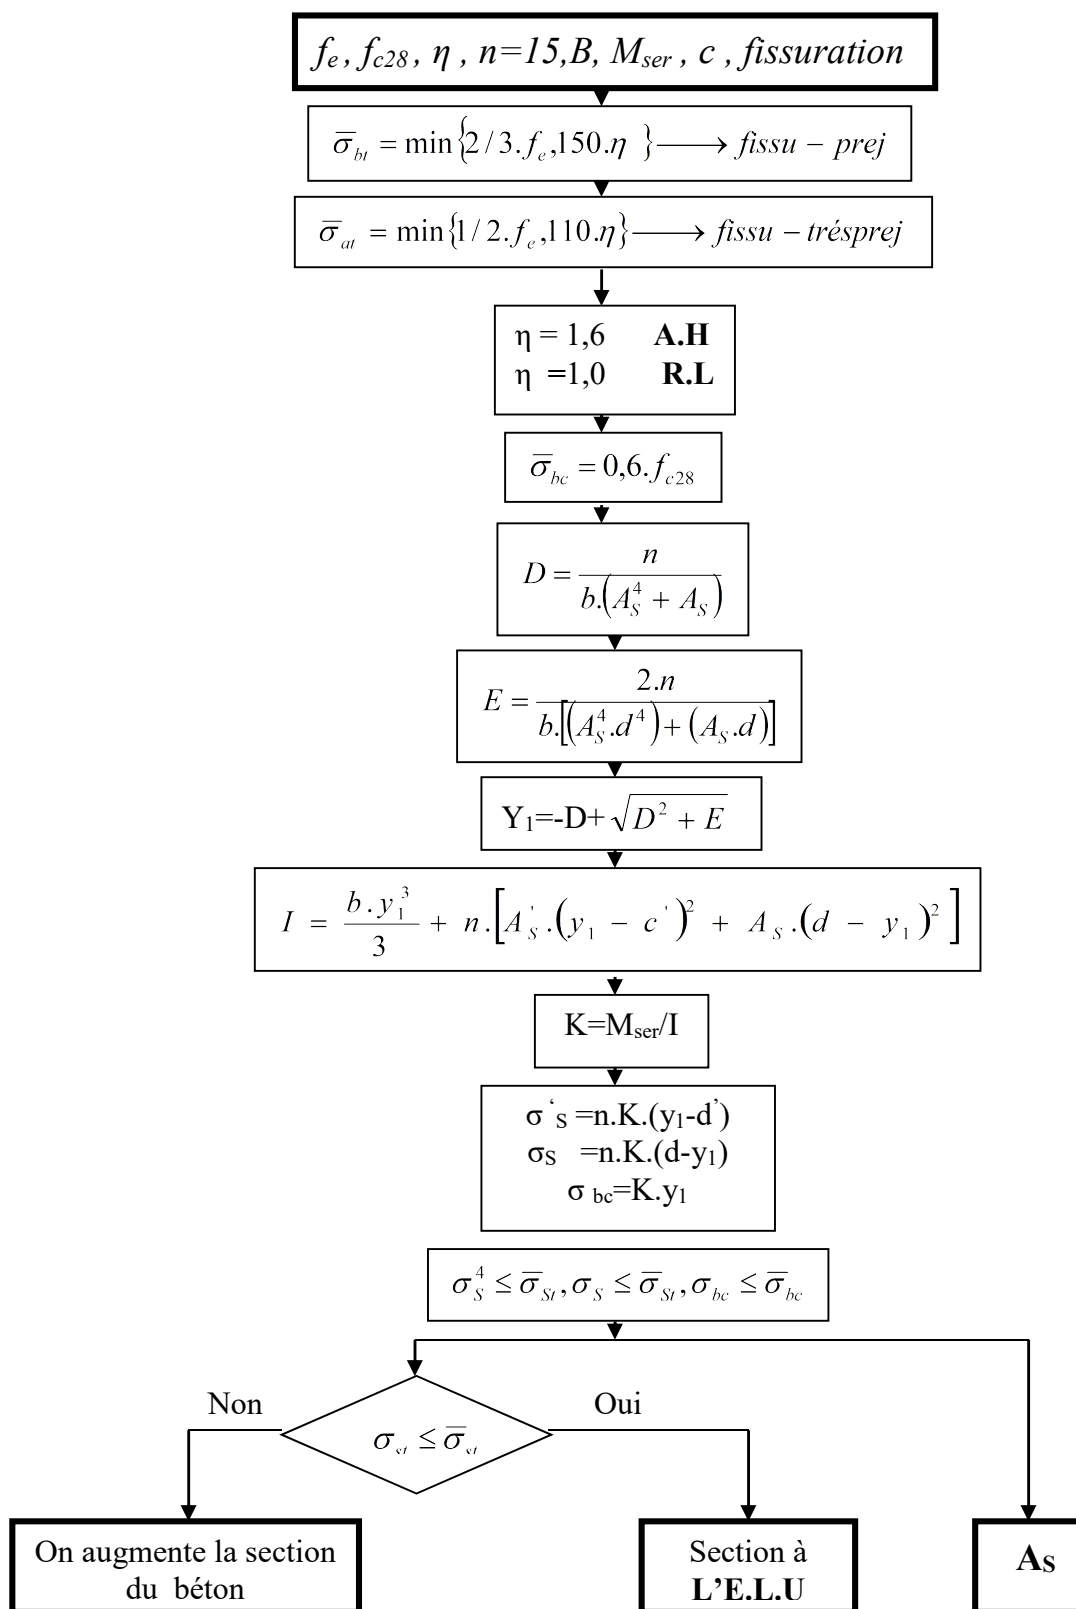 f_e, f_c28, η, n=15,B, M_ser, c, fissuration
σ̅_bt = min{2/3.f_e,150.η } ⟶ fissu – prej
σ̅_at = min{1/2.f_e,110.η} ⟶ fissu – trésprej
η = 1,6 A.H
η =1,0 R.L
σ̅_bc = 0,6.f_c28
D = n / b.(A_S^4 + A_S)
E = 2.n / b.[(A_S^4.d^4)+(A_S.d)]
Y₁=-D+√(D² + E)
I = b.y₁³ / 3 + n.[A_S^'.(y₁ – c')² + A_S.(d – y₁)²]
K=M_ser/I
σ‘_S =n.K.(y₁-d’)
σ_S =n.K.(d-y₁)
σ_bc=K.y₁
σ_S^4 ≤ σ̅_St, σ_S ≤ σ̅_St, σ_bc ≤ σ̅_bc
Non
Oui
σ_st ≤ σ̅_st
On augmente la section
du béton
Section à
L’E.L.U
A_S